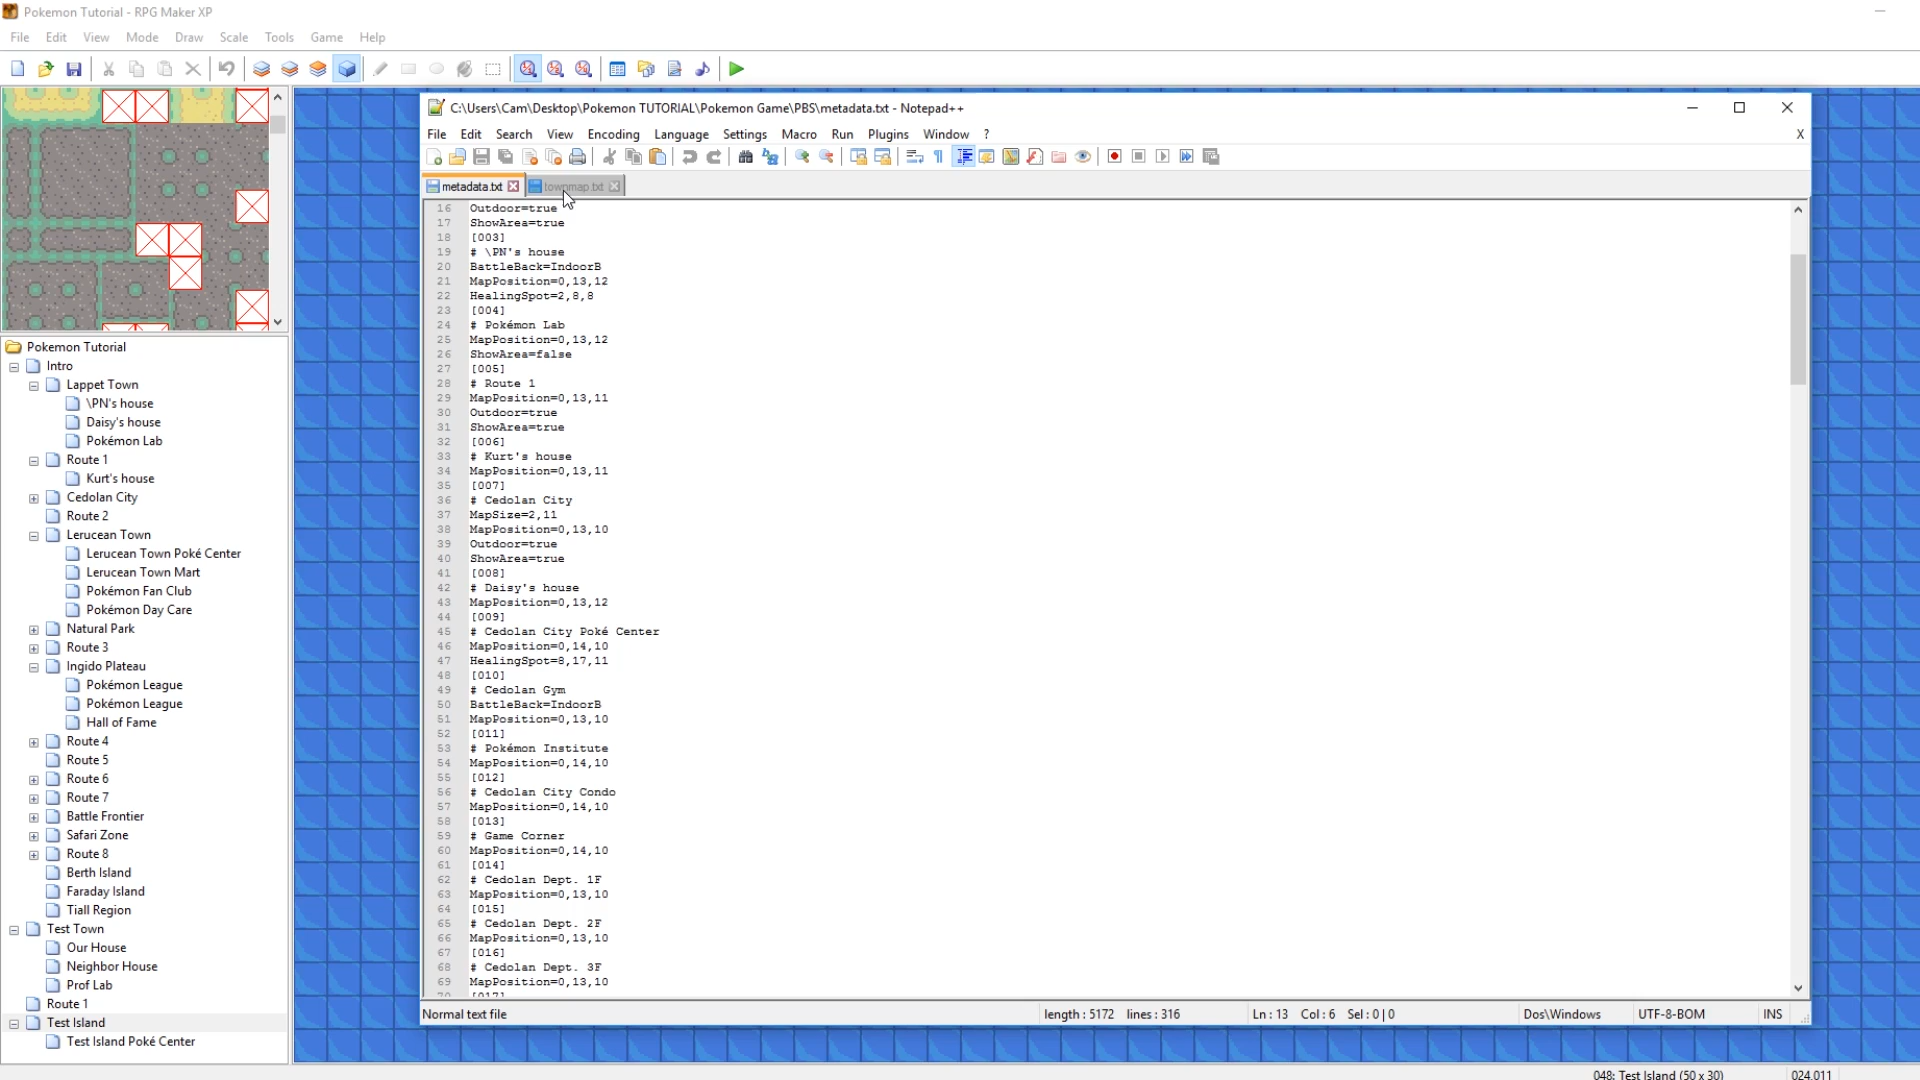 Pokemon Tutorial - RPG Maker XP
File Edit View Mode Draw Scale Tools Game Help
C:\Users\Cam\Desktop\Pokemon TUTORIAL\Pokemon Game\PBS\metadata.txt - Notepad++
File Edit Search View Encoding Language Settings Macro Run Plugins Window ? X
metadata.txt townmap.txt
16 Outdoor=true
17 ShowArea=true
18 [003]
19 # \PN's house
20 BattleBack=IndoorB
21 MapPosition=0,13,12
22 HealingSpot=2,8,8
23 [004]
24 # Pokémon Lab
25 MapPosition=0,13,12
26 ShowArea=false
27 [005]
28 # Route 1
29 MapPosition=0,13,11
30 Outdoor=true
31 ShowArea=true
32 [006]
33 # Kurt's house
34 MapPosition=0,13,11
35 [007]
36 # Cedolan City
37 MapSize=2,11
38 MapPosition=0,13,10
39 Outdoor=true
40 ShowArea=true
41 [008]
42 # Daisy's house
43 MapPosition=0,13,12
44 [009]
45 # Cedolan City Poké Center
46 MapPosition=0,14,10
47 HealingSpot=8,17,11
48 [010]
49 # Cedolan Gym
50 BattleBack=IndoorB
51 MapPosition=0,13,10
52 [011]
53 # Pokémon Institute
54 MapPosition=0,14,10
55 [012]
56 # Cedolan City Condo
57 MapPosition=0,14,10
58 [013]
59 # Game Corner
60 MapPosition=0,14,10
61 [014]
62 # Cedolan Dept. 1F
63 MapPosition=0,13,10
64 [015]
65 # Cedolan Dept. 2F
66 MapPosition=0,13,10
67 [016]
68 # Cedolan Dept. 3F
69 MapPosition=0,13,10
70 [017]
Normal text file length : 5172 lines : 316 Ln : 13 Col : 6 Sel : 0 | 0 Dos\Windows UTF-8-BOM INS
Pokemon Tutorial
Intro
Lappet Town
\PN's house
Daisy's house
Pokémon Lab
Route 1
Kurt's house
Cedolan City
Route 2
Lerucean Town
Lerucean Town Poké Center
Lerucean Town Mart
Pokémon Fan Club
Pokémon Day Care
Natural Park
Route 3
Ingido Plateau
Pokémon League
Pokémon League
Hall of Fame
Route 4
Route 5
Route 6
Route 7
Battle Frontier
Safari Zone
Route 8
Berth Island
Faraday Island
Tiall Region
Test Town
Our House
Neighbor House
Prof Lab
Route 1
Test Island
Test Island Poké Center
048: Test Island (50 x 30) 024.011